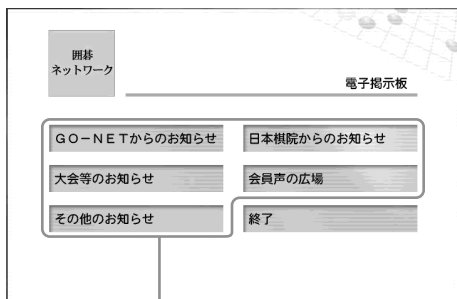 囲碁
ネットワーク
電子掲示板
GO－NETからのお知らせ
日本棋院からのお知らせ
大会等のお知らせ
会員声の広場
その他のお知らせ
終了